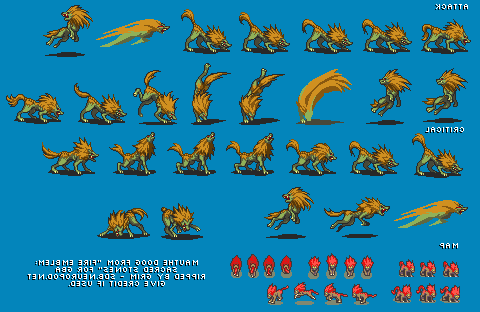 ATTACK
CRITICAL
MAP
MAUTHE DOOG FROM "FIRE EMBLEM:
SACRED STONES" FOR GBA
RIPPED BY GRIM - SDB.NEUROPOD.NET
GIVE CREDIT IF USED.